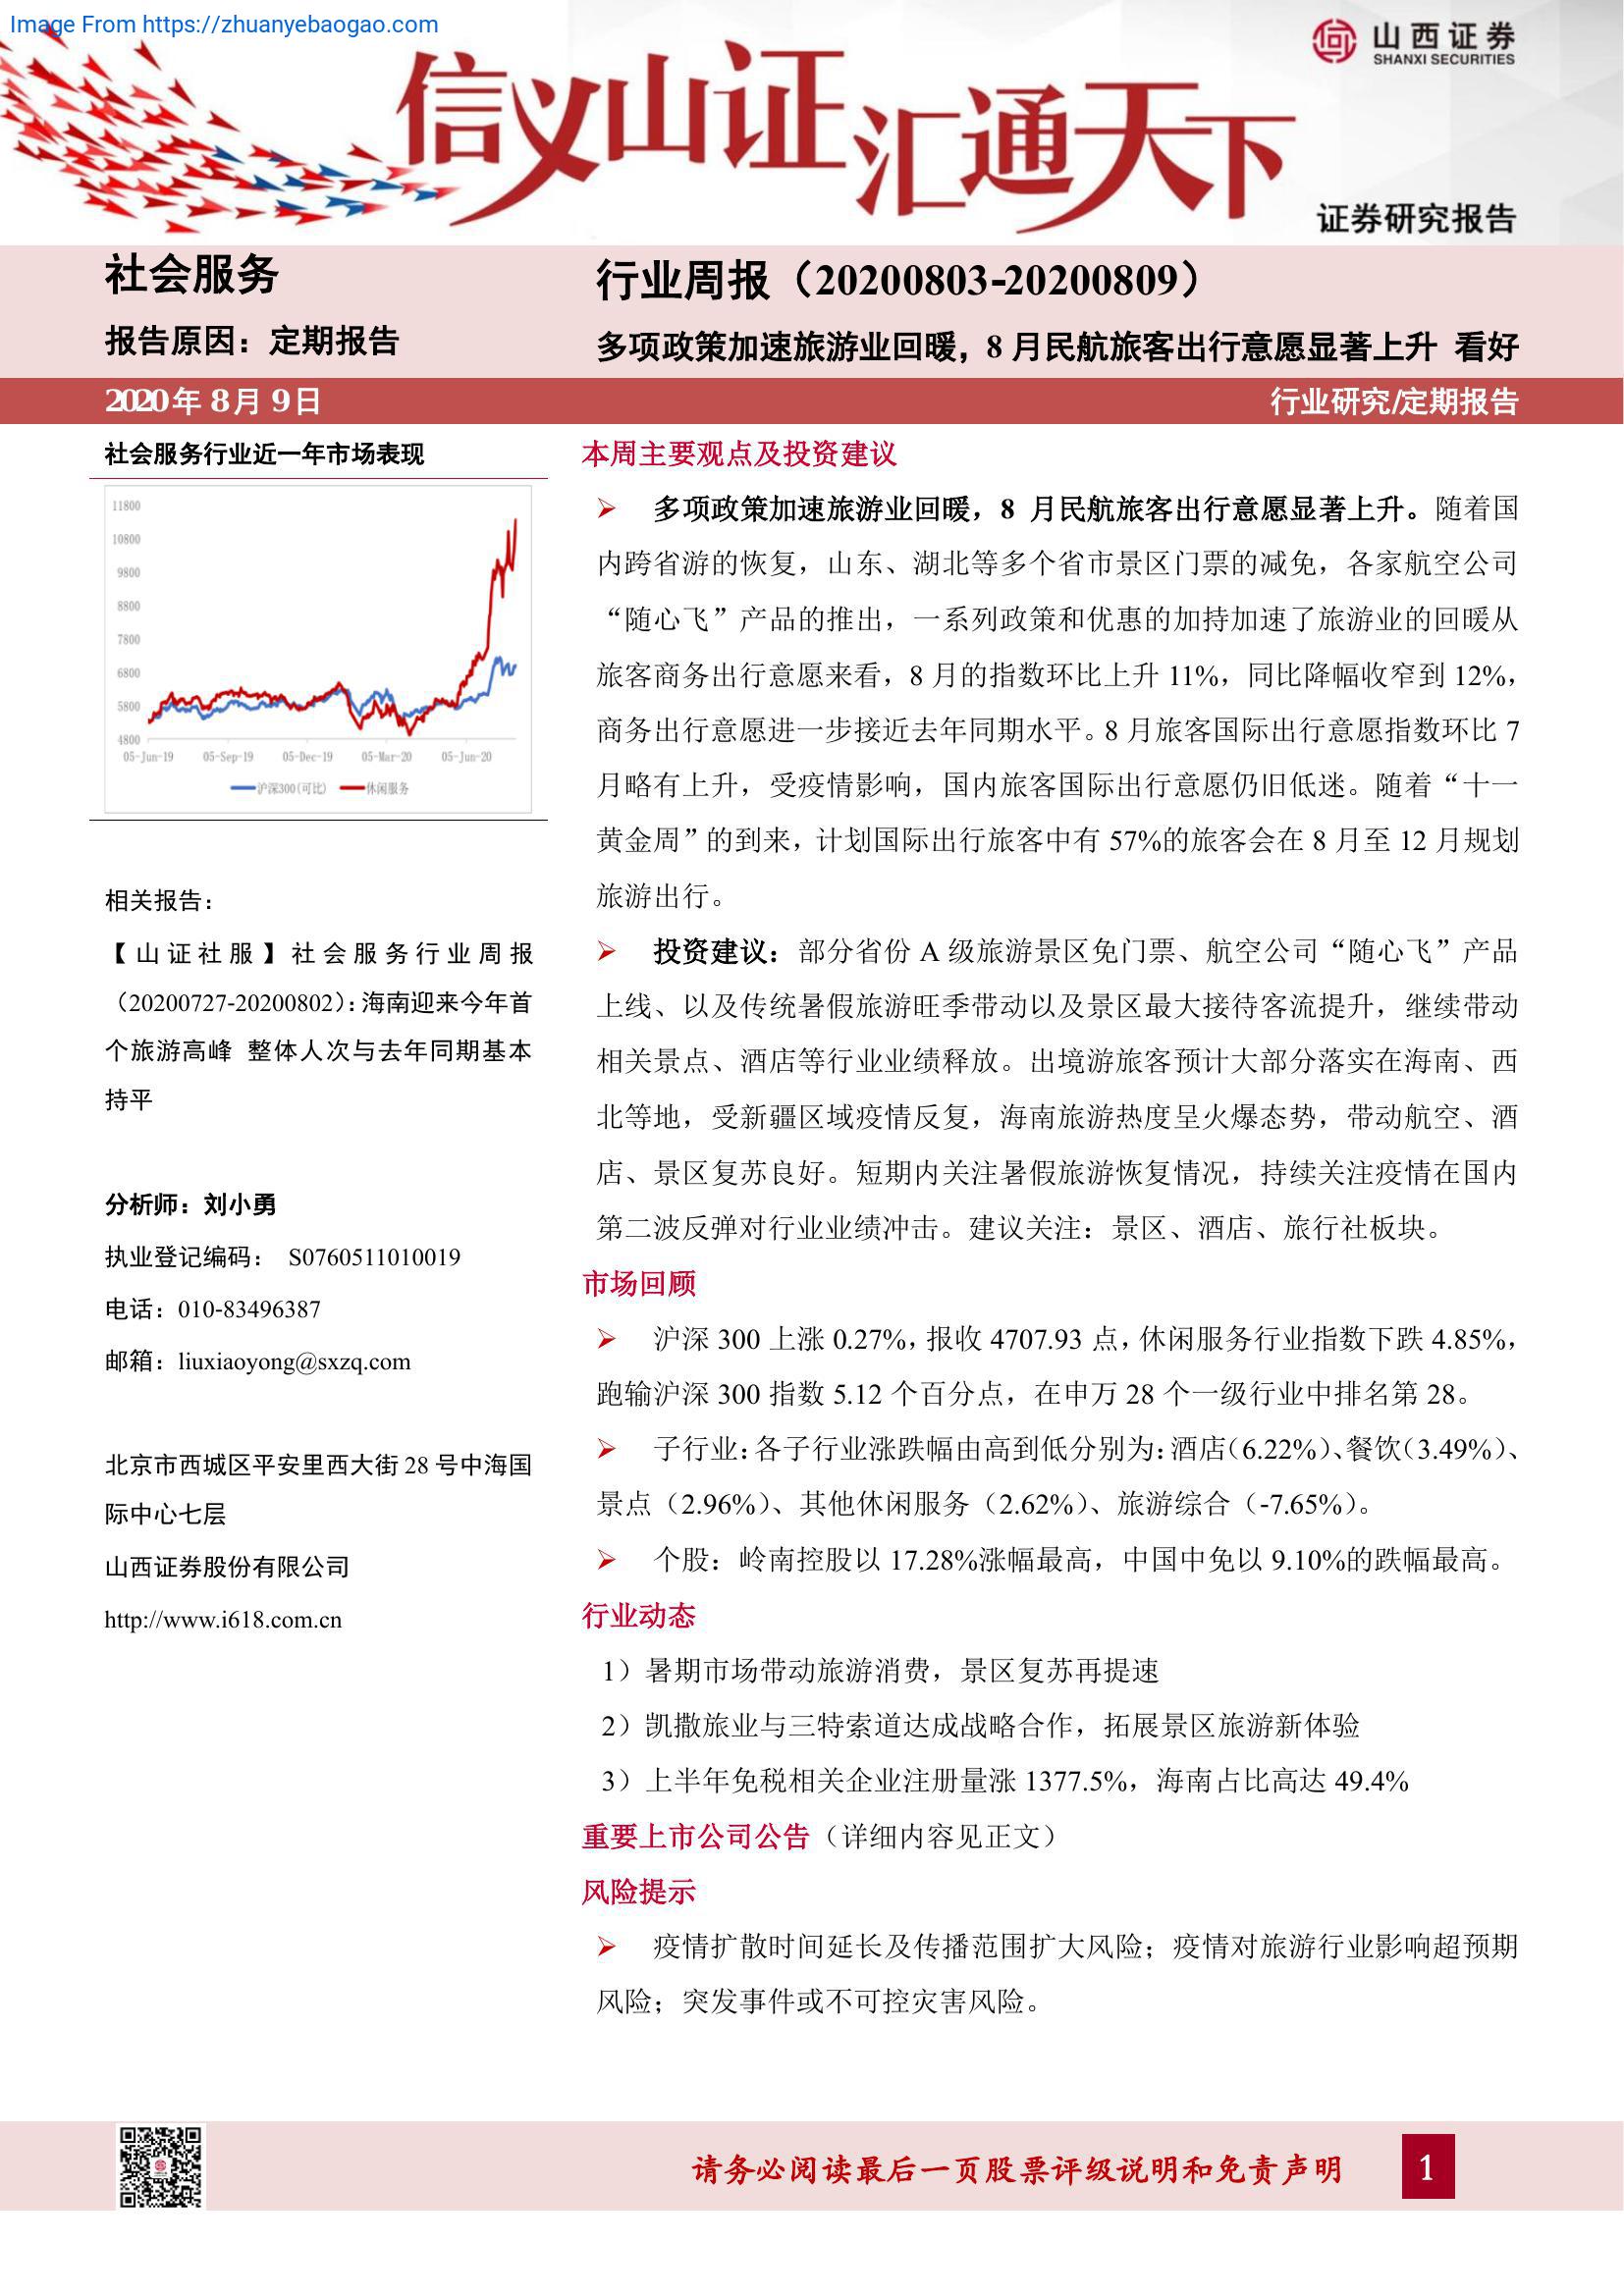 Image From https://zhuanyebaogao.com
山西证券
SHANXI SECURITIES
信义山证汇通天下
证券研究报告
社会服务
报告原因：定期报告
行业周报（20200803-20200809）
多项政策加速旅游业回暖，8 月民航旅客出行意愿显著上升 看好
2020年 8月 9日
行业研究/定期报告
社会服务行业近一年市场表现
11800
10800
9800
8800
7800
6800
5800
4800
05-Jun-19 05-Sep-19 05-Dec-19 05-Mar-20 05-Jun-20
沪深300(可比) 休闲服务
相关报告：
【山证社服】社会服务行业周报
（20200727-20200802）：海南迎来今年首
个旅游高峰 整体人次与去年同期基本
持平
分析师：刘小勇
执业登记编码： S0760511010019
电话：010-83496387
邮箱：liuxiaoyong@sxzq.com
北京市西城区平安里西大街 28 号中海国
际中心七层
山西证券股份有限公司
http://www.i618.com.cn
本周主要观点及投资建议
➢ 多项政策加速旅游业回暖，8 月民航旅客出行意愿显著上升。随着国
内跨省游的恢复，山东、湖北等多个省市景区门票的减免，各家航空公司
“随心飞”产品的推出，一系列政策和优惠的加持加速了旅游业的回暖从
旅客商务出行意愿来看，8 月的指数环比上升 11%，同比降幅收窄到 12%，
商务出行意愿进一步接近去年同期水平。8 月旅客国际出行意愿指数环比 7
月略有上升，受疫情影响，国内旅客国际出行意愿仍旧低迷。随着“十一
黄金周”的到来，计划国际出行旅客中有 57%的旅客会在 8 月至 12 月规划
旅游出行。
➢ 投资建议：部分省份 A 级旅游景区免门票、航空公司“随心飞”产品
上线、以及传统暑假旅游旺季带动以及景区最大接待客流提升，继续带动
相关景点、酒店等行业业绩释放。出境游旅客预计大部分落实在海南、西
北等地，受新疆区域疫情反复，海南旅游热度呈火爆态势，带动航空、酒
店、景区复苏良好。短期内关注暑假旅游恢复情况，持续关注疫情在国内
第二波反弹对行业业绩冲击。建议关注：景区、酒店、旅行社板块。
市场回顾
➢ 沪深 300 上涨 0.27%，报收 4707.93 点，休闲服务行业指数下跌 4.85%，
跑输沪深 300 指数 5.12 个百分点，在申万 28 个一级行业中排名第 28。
➢ 子行业：各子行业涨跌幅由高到低分别为：酒店（6.22%）、餐饮（3.49%）、
景点（2.96%）、其他休闲服务（2.62%）、旅游综合（-7.65%）。
➢ 个股：岭南控股以 17.28%涨幅最高，中国中免以 9.10%的跌幅最高。
行业动态
1）暑期市场带动旅游消费，景区复苏再提速
2）凯撒旅业与三特索道达成战略合作，拓展景区旅游新体验
3）上半年免税相关企业注册量涨 1377.5%，海南占比高达 49.4%
重要上市公司公告（详细内容见正文）
风险提示
➢ 疫情扩散时间延长及传播范围扩大风险；疫情对旅游行业影响超预期
风险；突发事件或不可控灾害风险。
请务必阅读最后一页股票评级说明和免责声明
1